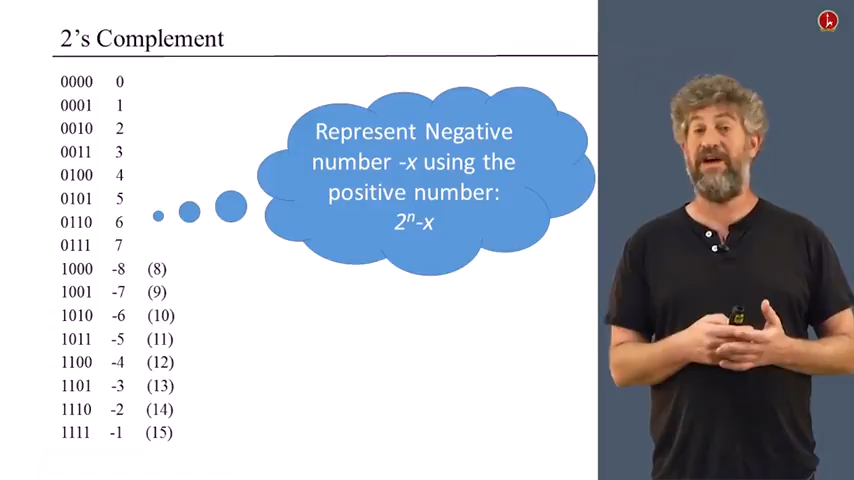 2's Complement
0000 0
0001 1
0010 2
0011 3
0100 4
0101 5
0110 6
0111 7
1000 -8 (8)
1001 -7 (9)
1010 -6 (10)
1011 -5 (11)
1100 -4 (12)
1101 -3 (13)
1110 -2 (14)
1111 -1 (15)
Represent Negative
number -x using the
positive number:
2ⁿ-x